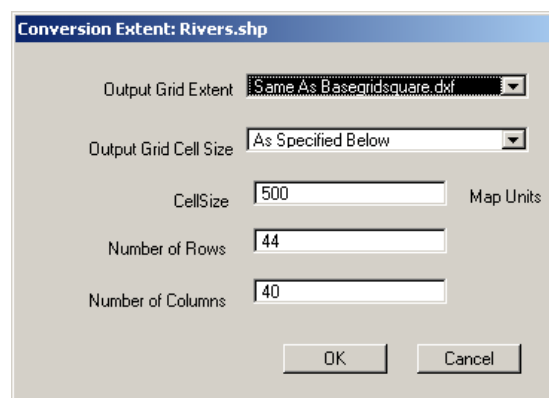 Conversion Extent: Rivers.shp
Output Grid Extent Same As Basegridsquare.dxf
Output Grid Cell Size As Specified Below
CellSize 500 Map Units
Number of Rows 44
Number of Columns 40
OK Cancel